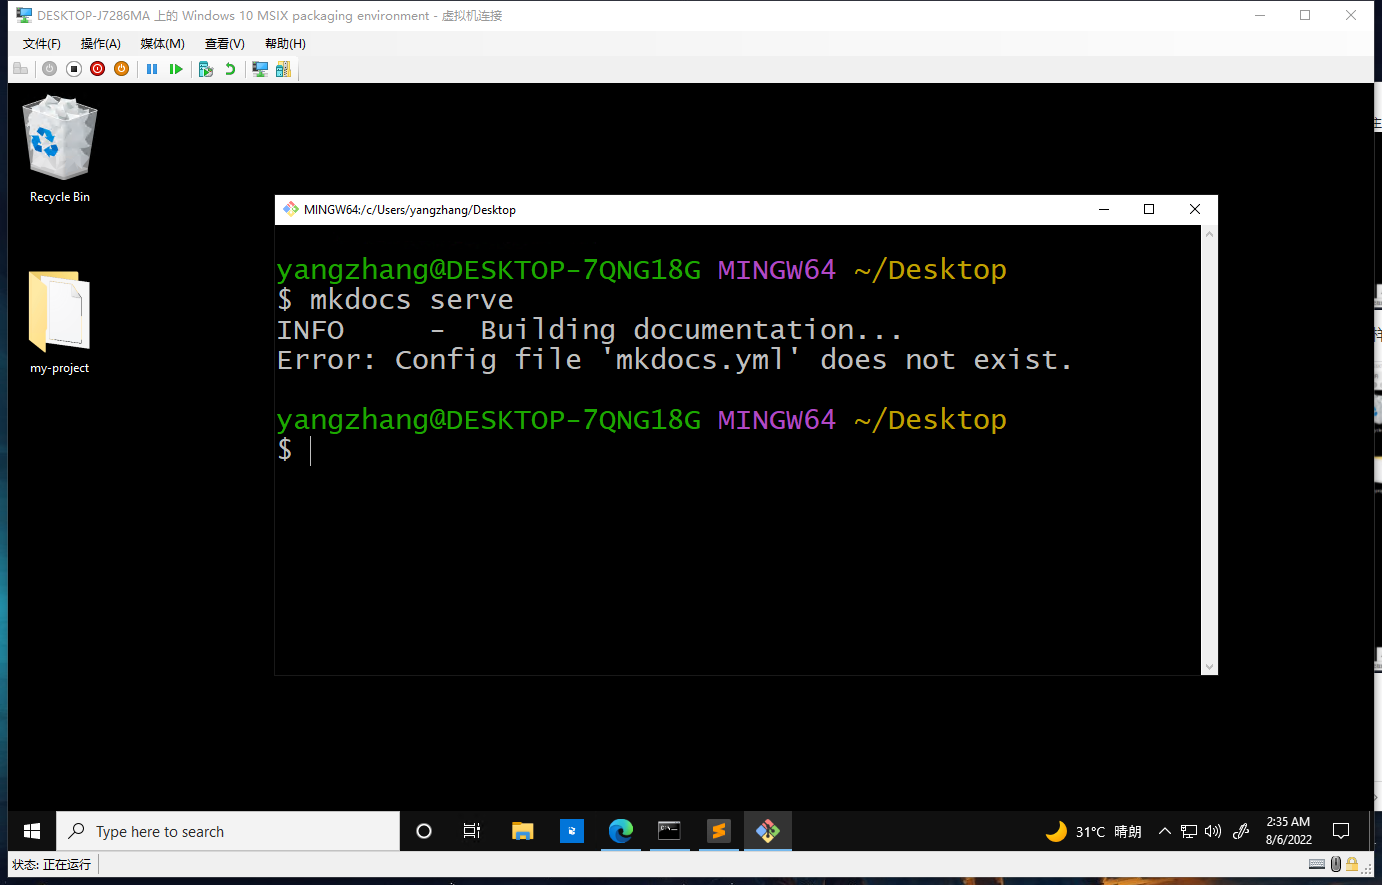 DESKTOP-J7286MA 上的 Windows 10 MSIX packaging environment - 虚拟机连接
文件(F) 操作(A) 媒体(M) 查看(V) 帮助(H)
Recycle Bin
my-project
MINGW64:/c/Users/yangzhang/Desktop
yangzhang@DESKTOP-7QNG18G MINGW64 ~/Desktop
$ mkdocs serve
INFO     -  Building documentation...
Error: Config file 'mkdocs.yml' does not exist.
yangzhang@DESKTOP-7QNG18G MINGW64 ~/Desktop
$
Type here to search
31°C 晴朗
2:35 AM
8/6/2022
状态: 正在运行